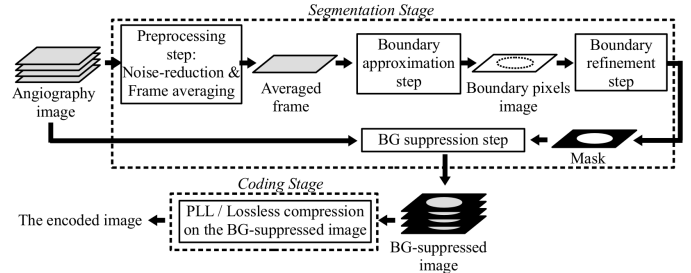 Segmentation Stage
Preprocessing
step:
Noise-reduction &
Frame averaging
Boundary
approximation
step
Boundary
refinement
step
Angiography
image
Averaged
frame
Boundary pixels
image
BG suppression step
Mask
Coding Stage
The encoded image
PLL / Lossless compression
on the BG-suppressed image
BG-suppressed
image